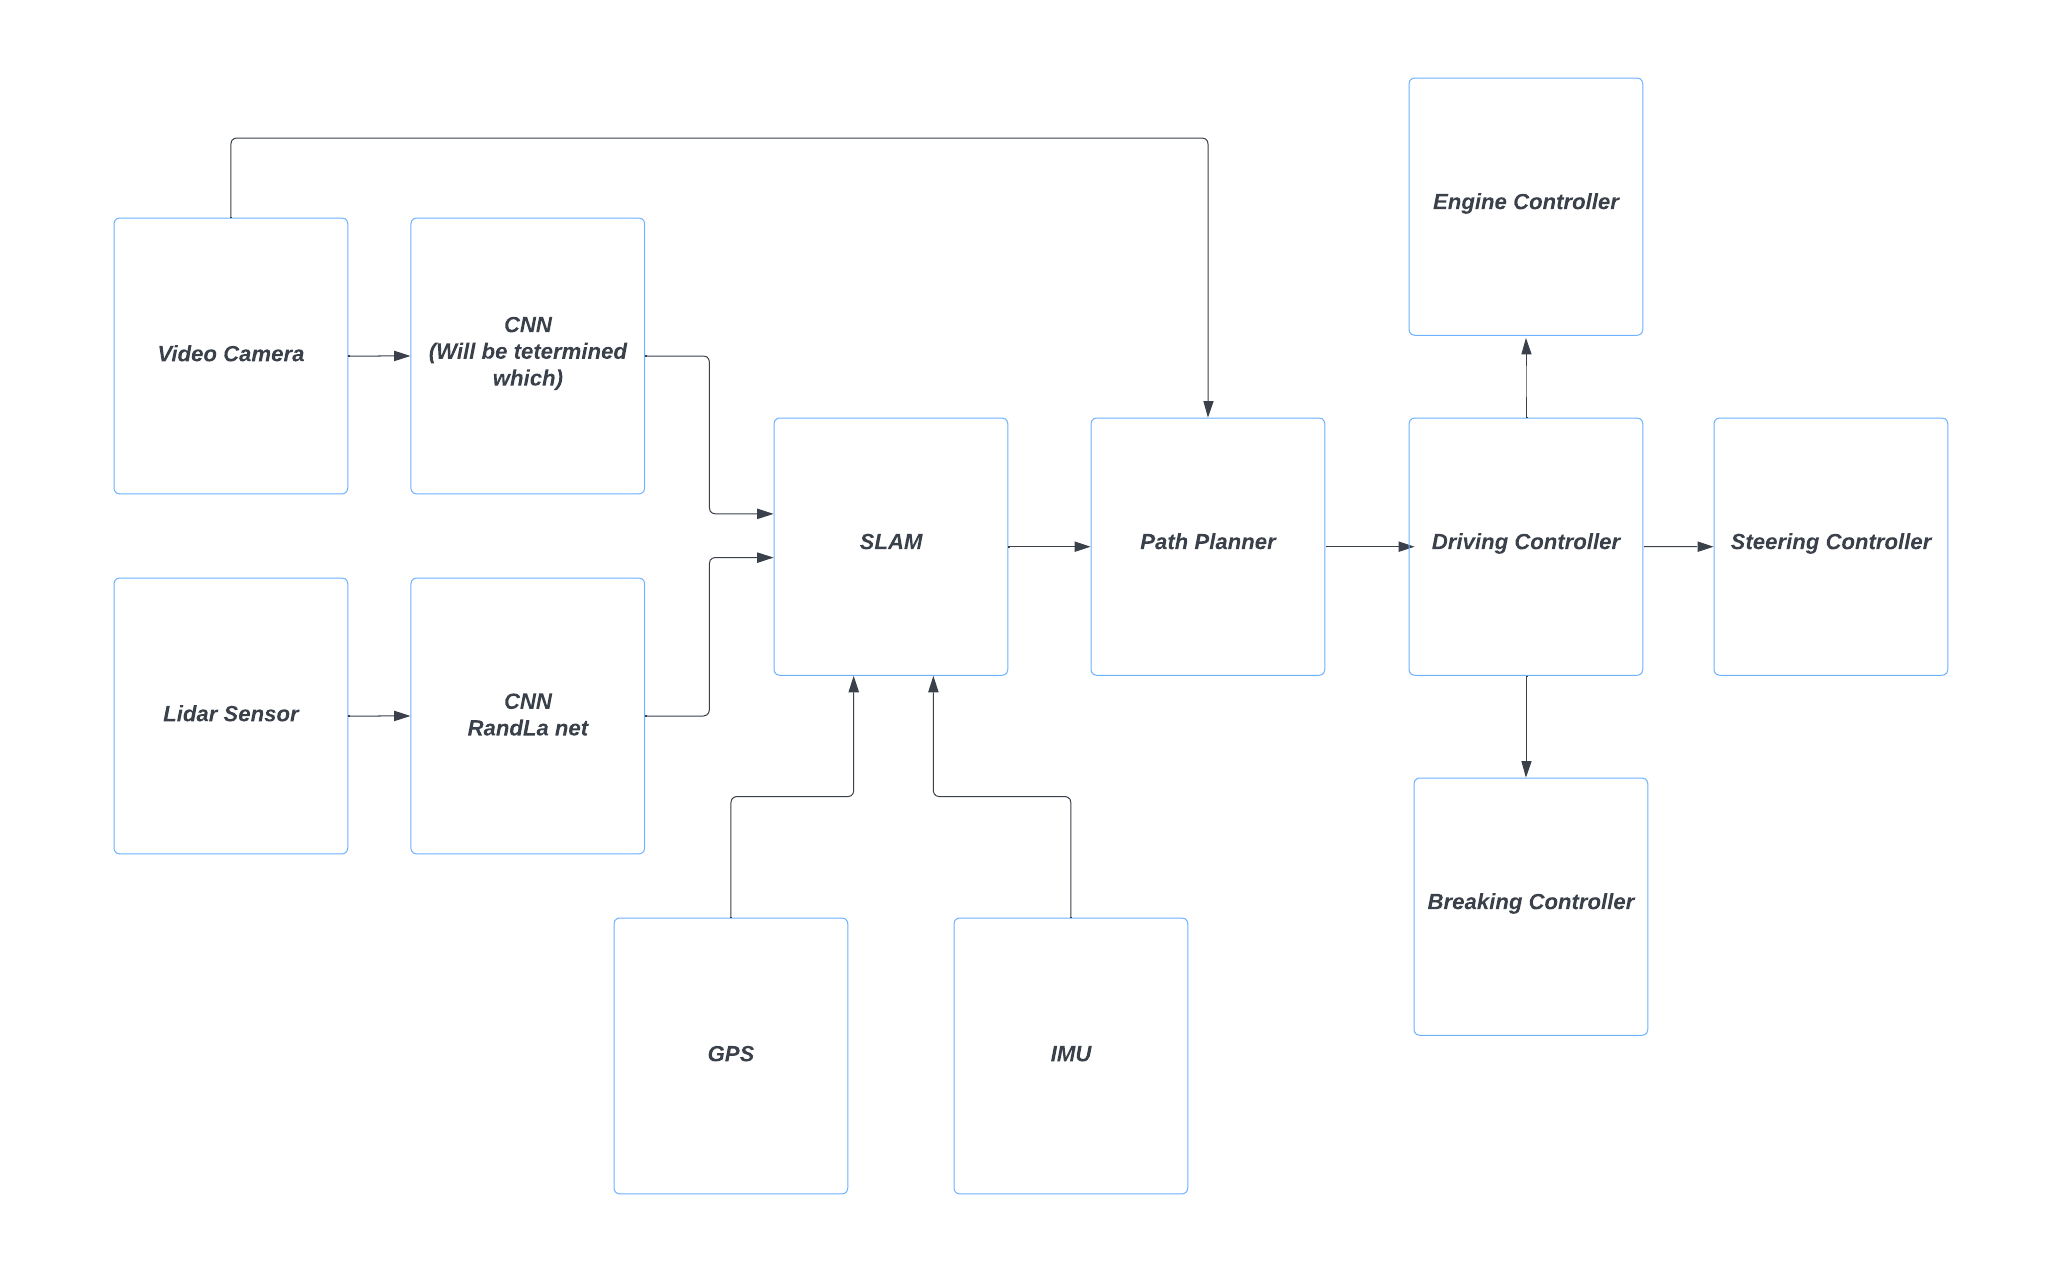 Engine Controller
Video Camera
CNN
(Will be tetermined
which)
SLAM
Path Planner
Driving Controller
Steering Controller
Lidar Sensor
CNN
RandLa net
Breaking Controller
GPS
IMU